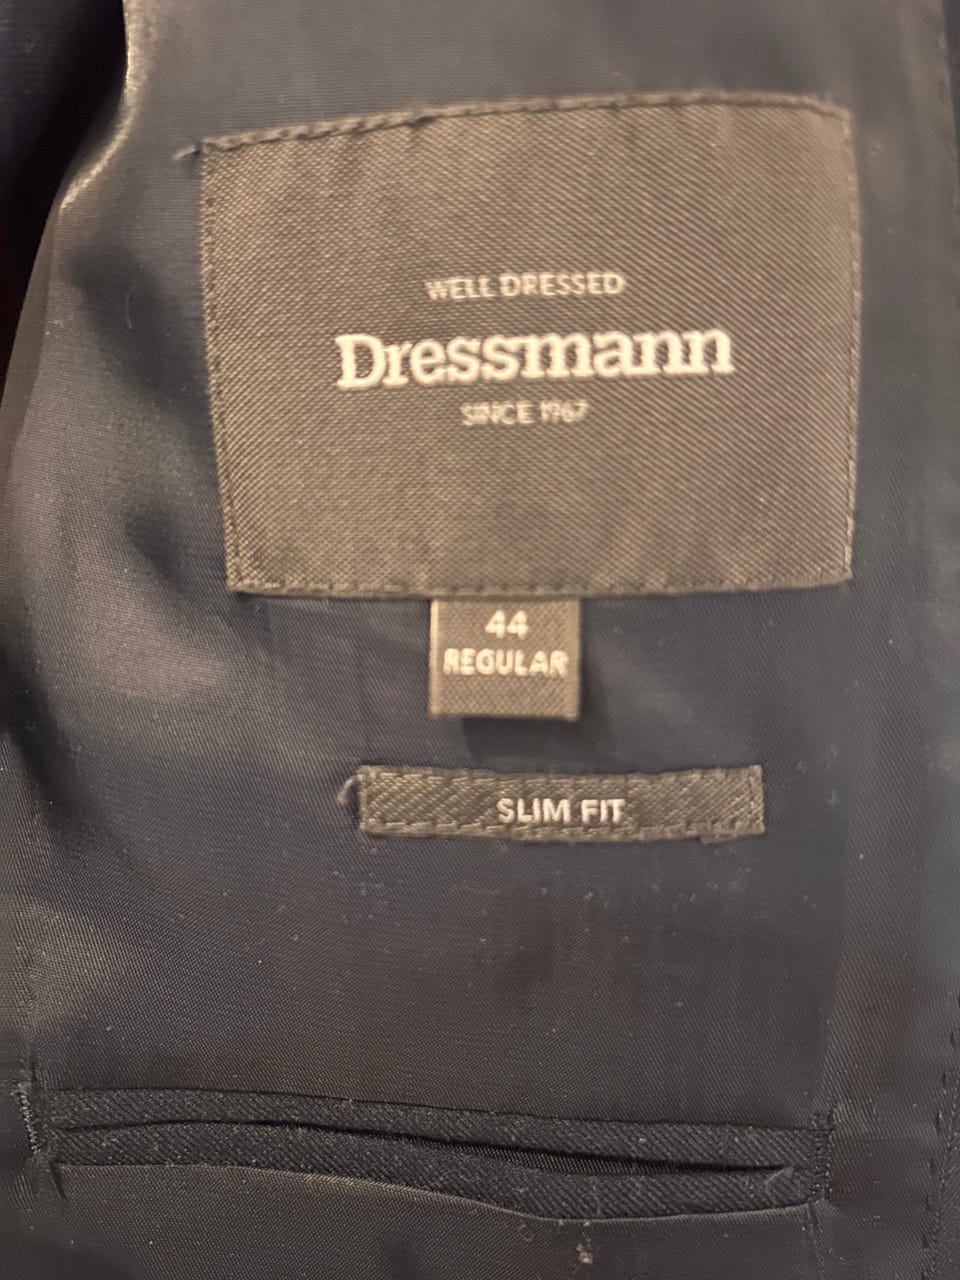 WELL DRESSED
Dressmann
SINCE 1967
44
REGULAR
SLIM FIT